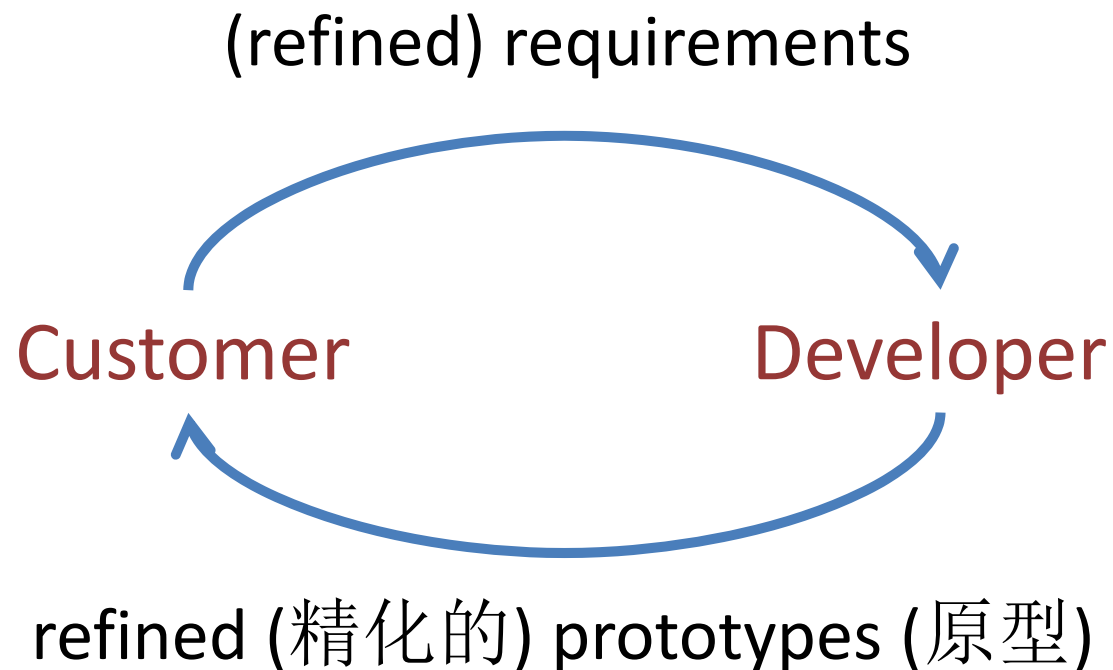 (refined) requirements
Customer
Developer
refined (精化的) prototypes (原型)